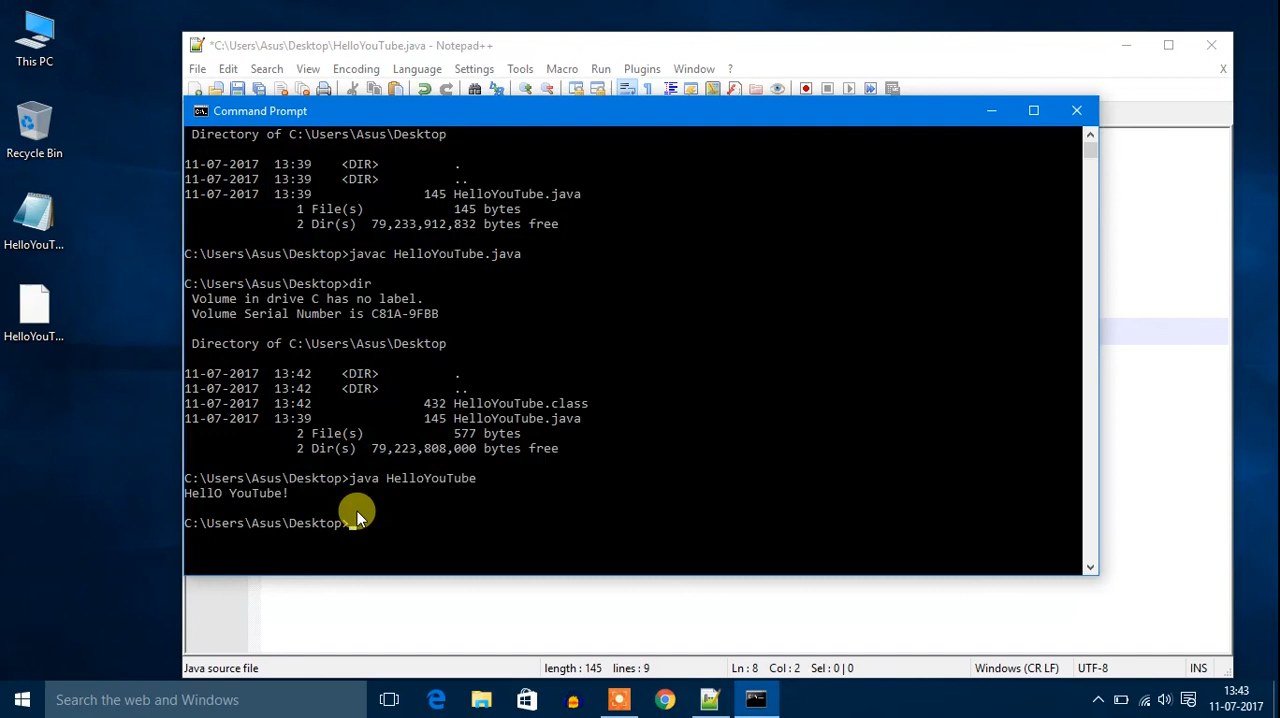 This PC
Recycle Bin
HelloYouT...
HelloYouT...
*C:\Users\Asus\Desktop\HelloYouTube.java - Notepad++
File Edit Search View Encoding Language Settings Tools Macro Run Plugins Window ? X
Command Prompt
Directory of C:\Users\Asus\Desktop
11-07-2017 13:39 <DIR> .
11-07-2017 13:39 <DIR> ..
11-07-2017 13:39 145 HelloYouTube.java
1 File(s) 145 bytes
2 Dir(s) 79,233,912,832 bytes free
C:\Users\Asus\Desktop>javac HelloYouTube.java
C:\Users\Asus\Desktop>dir
Volume in drive C has no label.
Volume Serial Number is C81A-9FBB
Directory of C:\Users\Asus\Desktop
11-07-2017 13:42 <DIR> .
11-07-2017 13:42 <DIR> ..
11-07-2017 13:42 432 HelloYouTube.class
11-07-2017 13:39 145 HelloYouTube.java
2 File(s) 577 bytes
2 Dir(s) 79,223,808,000 bytes free
C:\Users\Asus\Desktop>java HelloYouTube
HellO YouTube!
C:\Users\Asus\Desktop>
Java source file length : 145 lines : 9 Ln : 8 Col : 2 Sel : 0 | 0 Windows (CR LF) UTF-8 INS
Search the web and Windows
13:43
11-07-2017